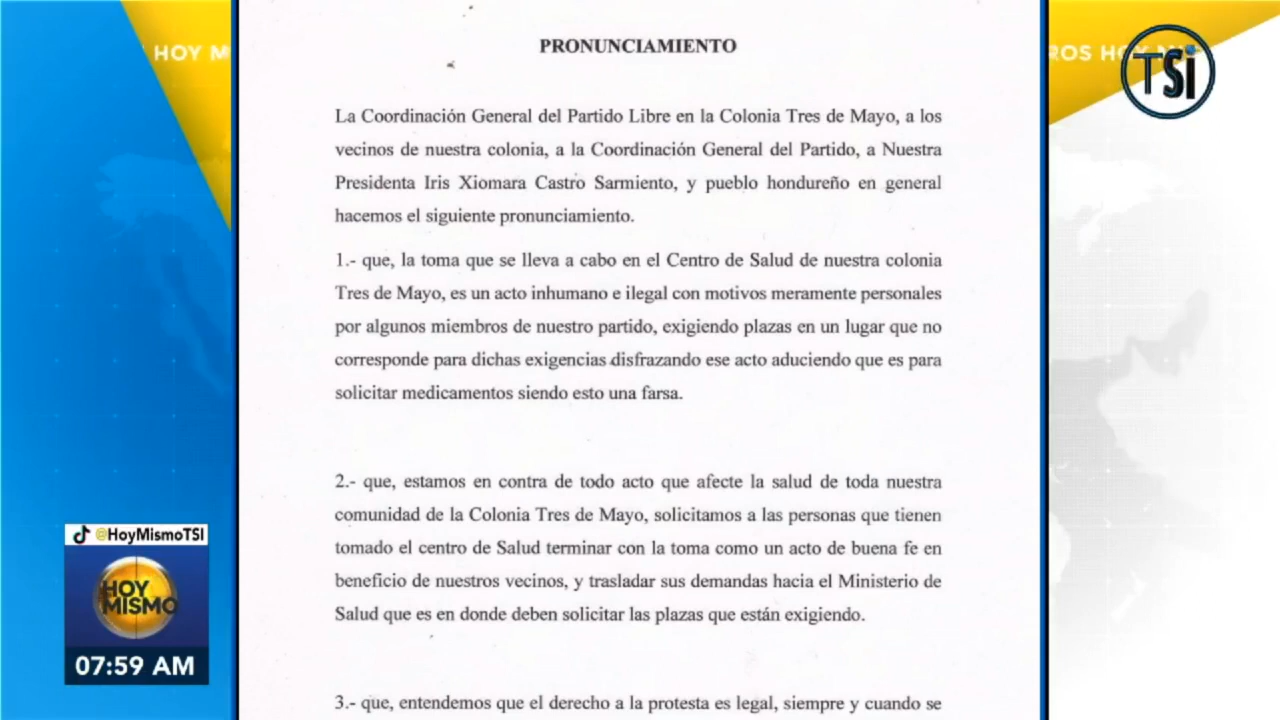 HOY M
ROS HOY MIS
TSi
PRONUNCIAMIENTO
La Coordinación General del Partido Libre en la Colonia Tres de Mayo, a los
vecinos de nuestra colonia, a la Coordinación General del Partido, a Nuestra
Presidenta Iris Xiomara Castro Sarmiento, y pueblo hondureño en general
hacemos el siguiente pronunciamiento.
1.- que, la toma que se lleva a cabo en el Centro de Salud de nuestra colonia
Tres de Mayo, es un acto inhumano e ilegal con motivos meramente personales
por algunos miembros de nuestro partido, exigiendo plazas en un lugar que no
corresponde para dichas exigencias disfrazando ese acto aduciendo que es para
solicitar medicamentos siendo esto una farsa.
2.- que, estamos en contra de todo acto que afecte la salud de toda nuestra
comunidad de la Colonia Tres de Mayo, solicitamos a las personas que tienen
tomado el centro de Salud terminar con la toma como un acto de buena fe en
beneficio de nuestros vecinos, y trasladar sus demandas hacia el Ministerio de
Salud que es en donde deben solicitar las plazas que están exigiendo.
3.- que, entendemos que el derecho a la protesta es legal, siempre y cuando se
@HoyMismoTSI
HOY
MISMO
07:59 AM